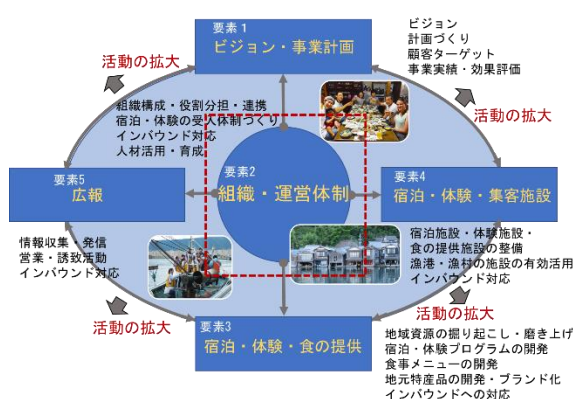 要素1
ビジョン・事業計画
ビジョン
計画づくり
顧客ターゲット
事業実績・効果評価
活動の拡大
活動の拡大
組織構成・役割分担・連携
宿泊・体験の受入体制づくり
インバウンド対応
人材活用・育成
要素5
広報
要素2
組織・運営体制
要素4
宿泊・体験・集客施設
情報収集・発信
営業・誘致活動
インバウンド対応
宿泊施設・体験施設・
食の提供施設の整備
漁港・漁村の施設の有効活用
インバウンド対応
活動の拡大
活動の拡大
要素3
宿泊・体験・食の提供
地域資源の掘り起こし・磨き上げ
宿泊・体験プログラムの開発
食事メニューの開発
地元特産品の開発・ブランド化
インバウンドへの対応